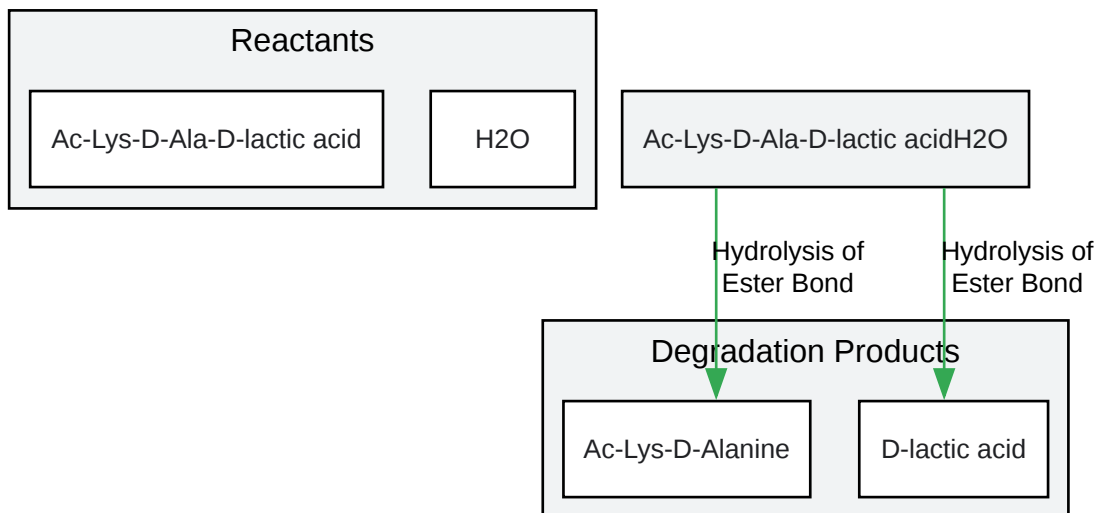 Reactants
Ac-Lys-D-Ala-D-lactic acid
H2O
Ac-Lys-D-Ala-D-lactic acidH2O
Hydrolysis of
Ester Bond
Hydrolysis of
Ester Bond
Degradation Products
Ac-Lys-D-Alanine
D-lactic acid